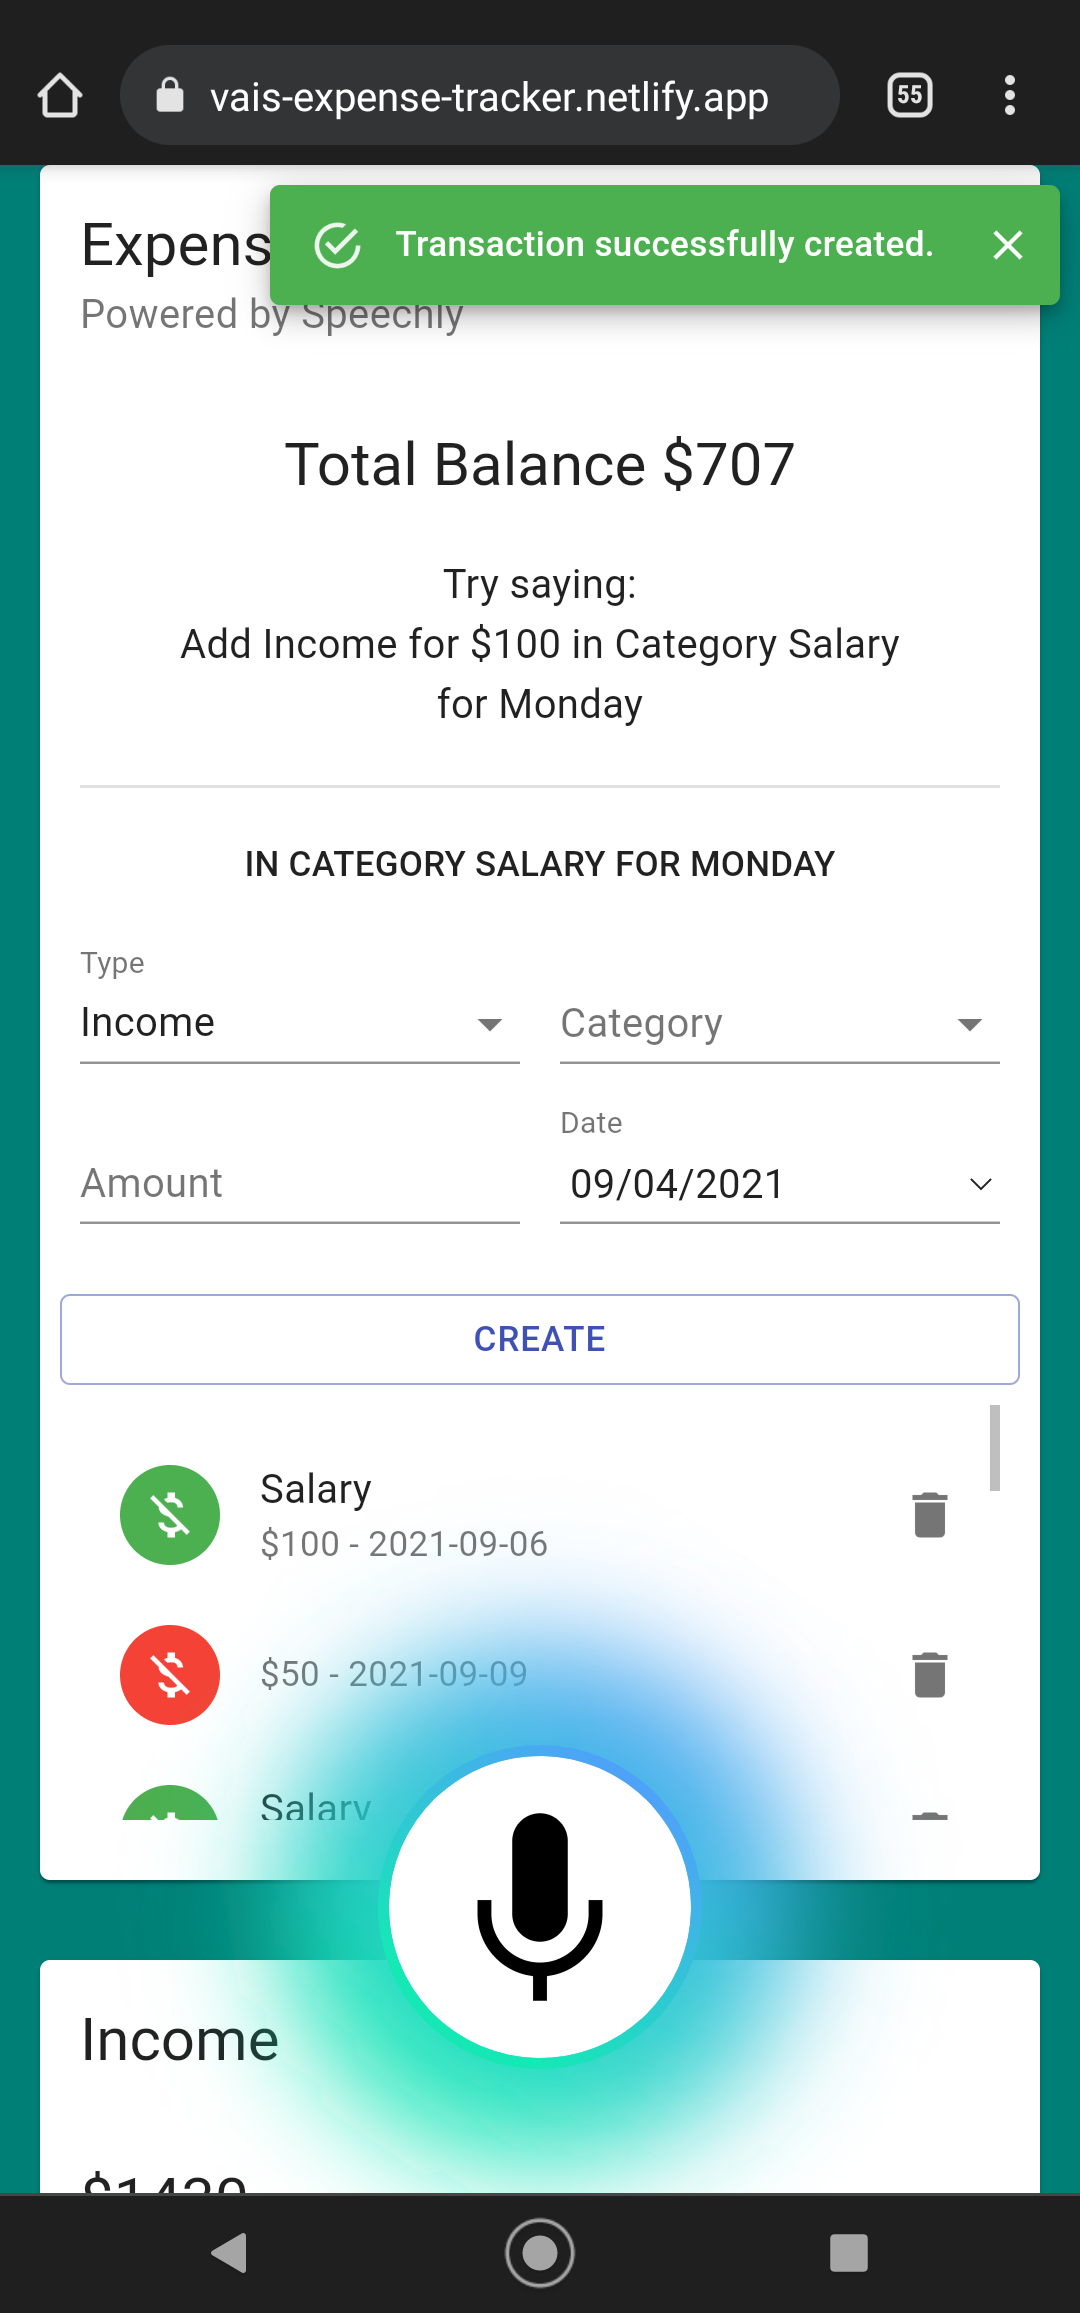 vais-expense-tracker.netlify.app
55
Expens
Transaction successfully created.
Powered by Speechly
Total Balance $707
Try saying:
Add Income for $100 in Category Salary
for Monday
IN CATEGORY SALARY FOR MONDAY
Type
Income
Category
Amount
Date
09/04/2021
CREATE
Salary
$100 - 2021-09-06
$50 - 2021-09-09
Salary
Income